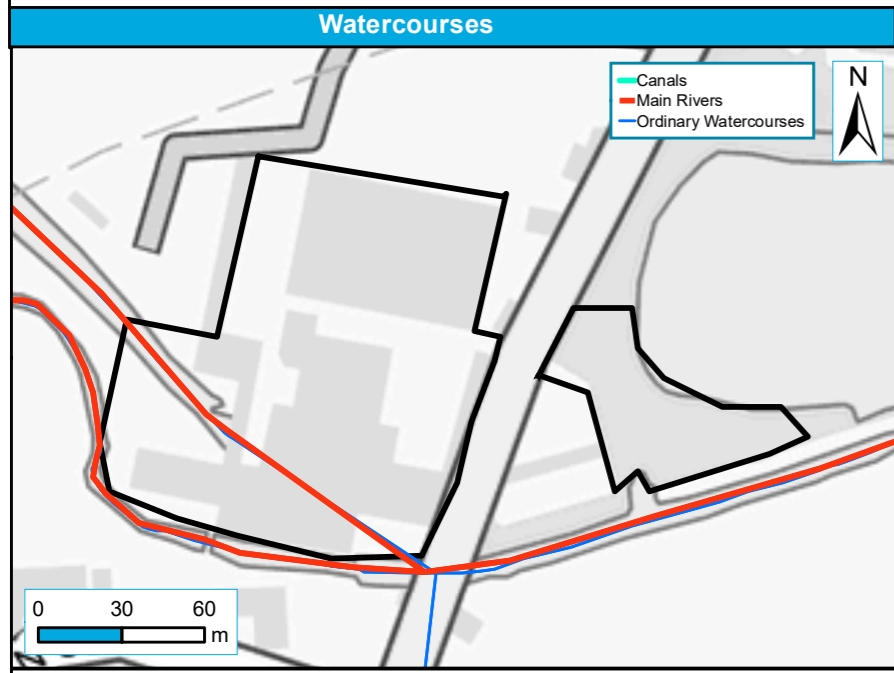 Watercourses
Canals
Main Rivers
Ordinary Watercourses
N
0 30 60
m